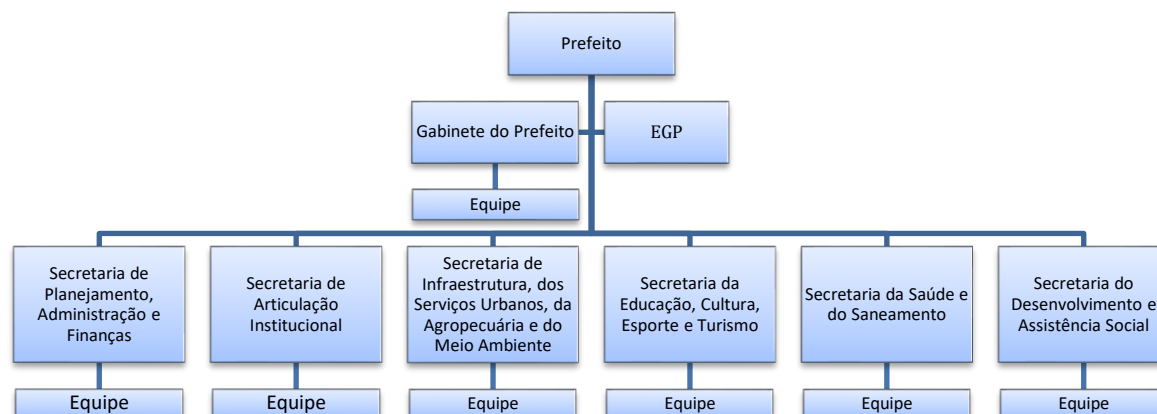 Prefeito
Gabinete do Prefeito
EGP
Equipe
Secretaria de
Planejamento,
Administração e
Finanças
Secretaria de
Articulação
Institucional
Secretaria de
Infraestrutura, dos
Serviços Urbanos, da
Agropecuária e do
Meio Ambiente
Secretaria da
Educação, Cultura,
Esporte e Turismo
Secretaria da Saúde e
do Saneamento
Secretaria do
Desenvolvimento e
Assistência Social
Equipe
Equipe
Equipe
Equipe
Equipe
Equipe